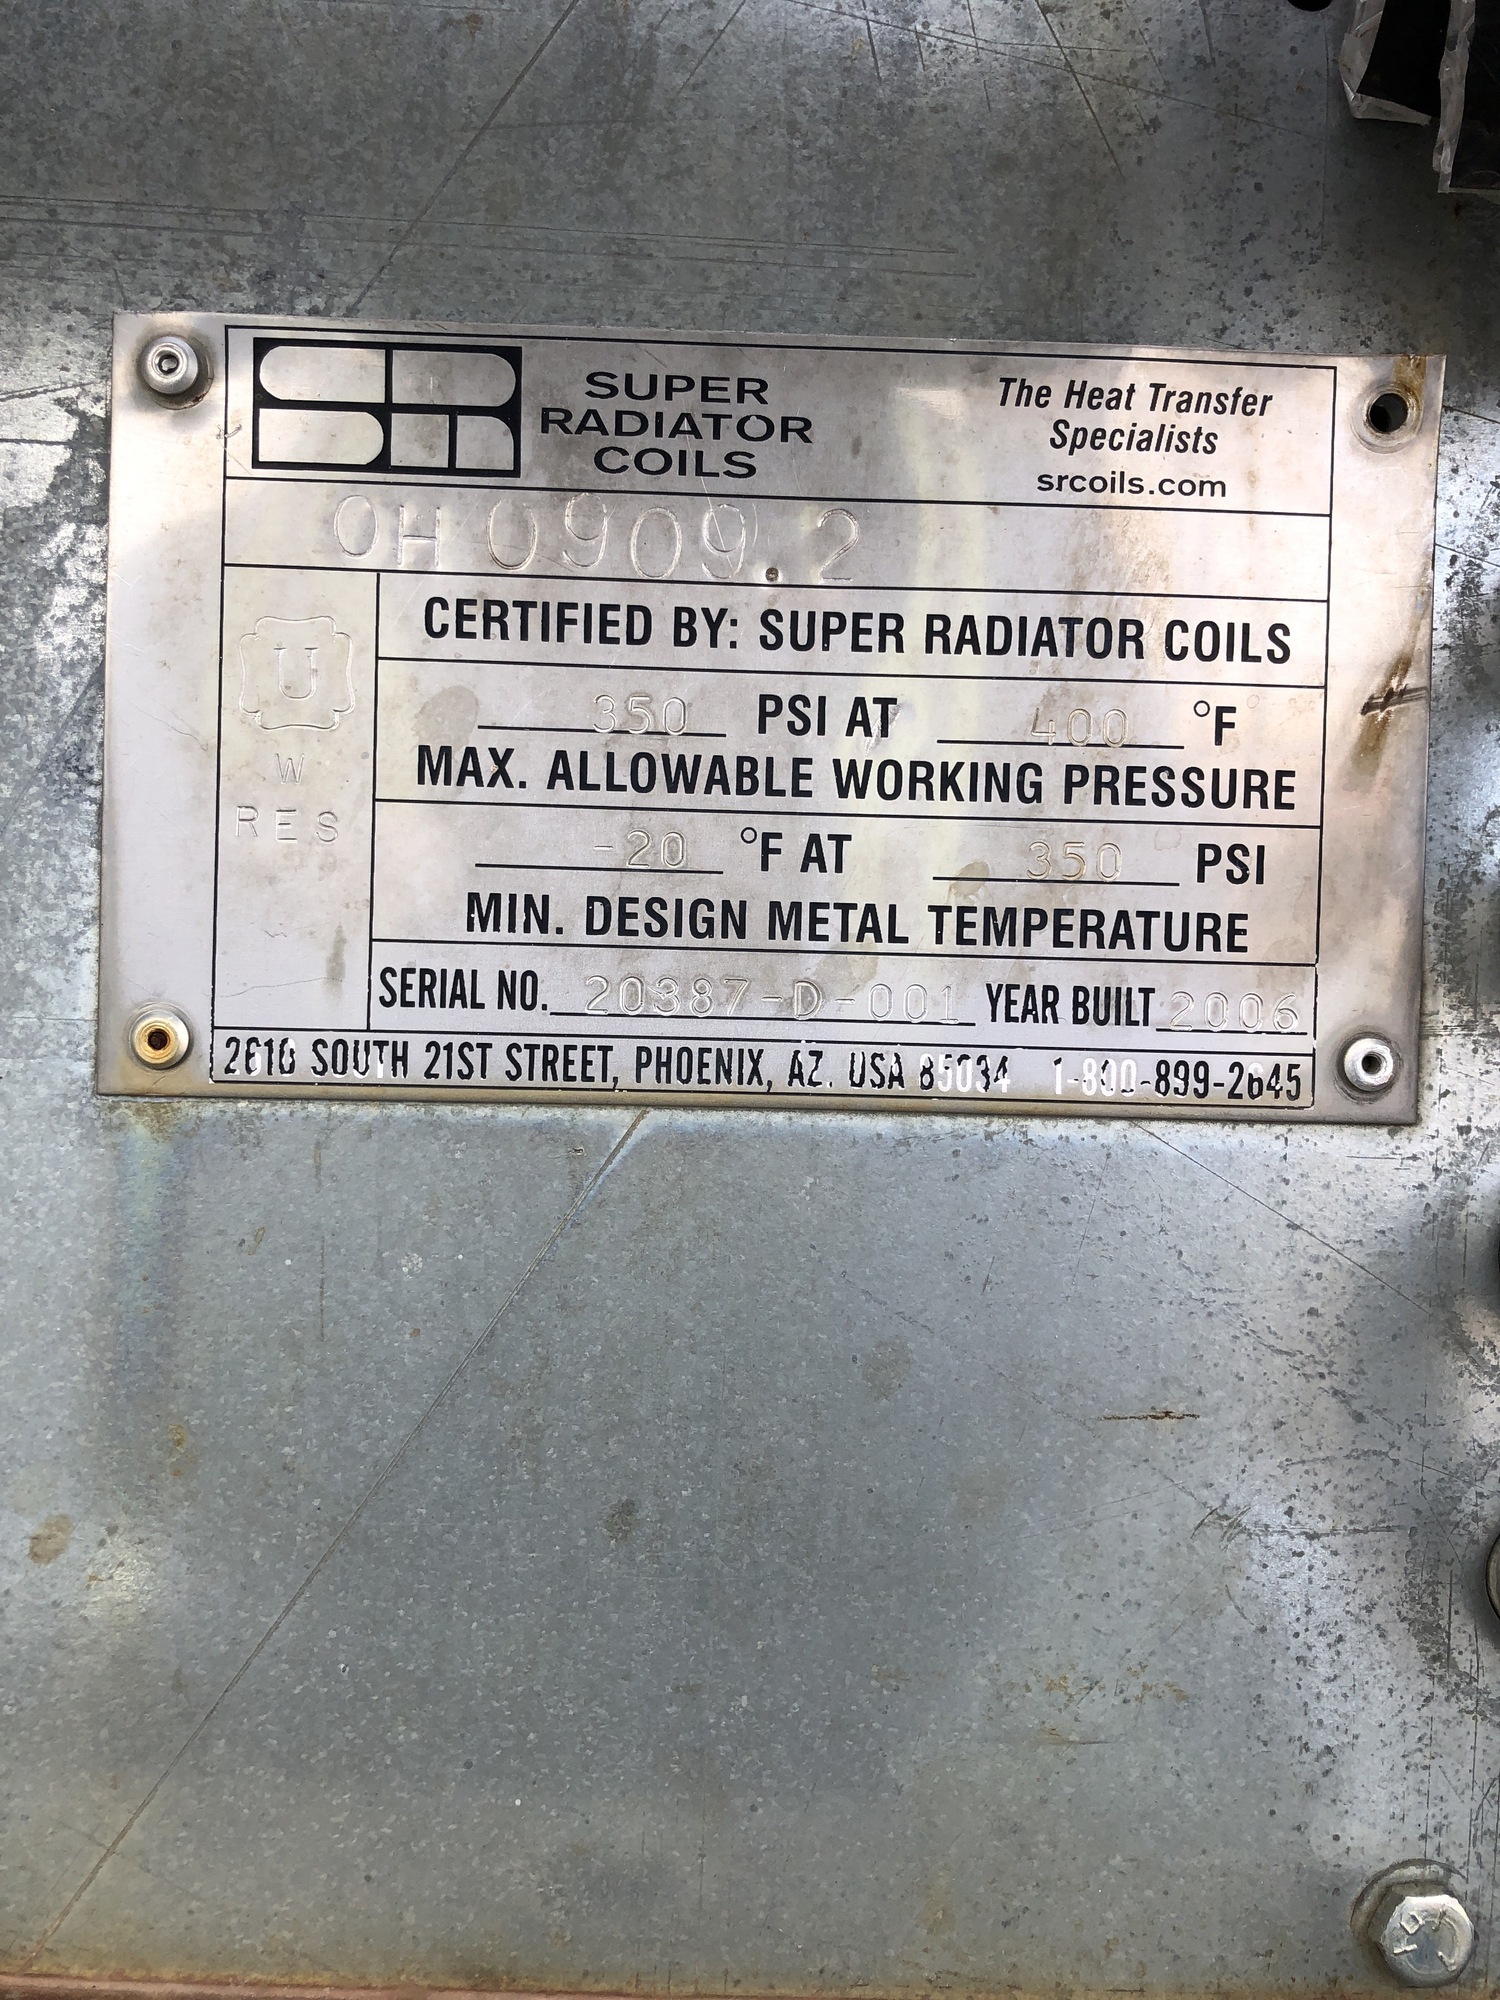 SUPER
RADIATOR
COILS
The Heat Transfer
Specialists
srcoils.com
OH 0909.2
U
W
RES
CERTIFIED BY: SUPER RADIATOR COILS
350 PSI AT 400 °F
MAX. ALLOWABLE WORKING PRESSURE
-20 °F AT 350 PSI
MIN. DESIGN METAL TEMPERATURE
SERIAL NO. 20387-D-001 YEAR BUILT 2006
2610 SOUTH 21ST STREET, PHOENIX, AZ. USA 85034 1-800-899-2645